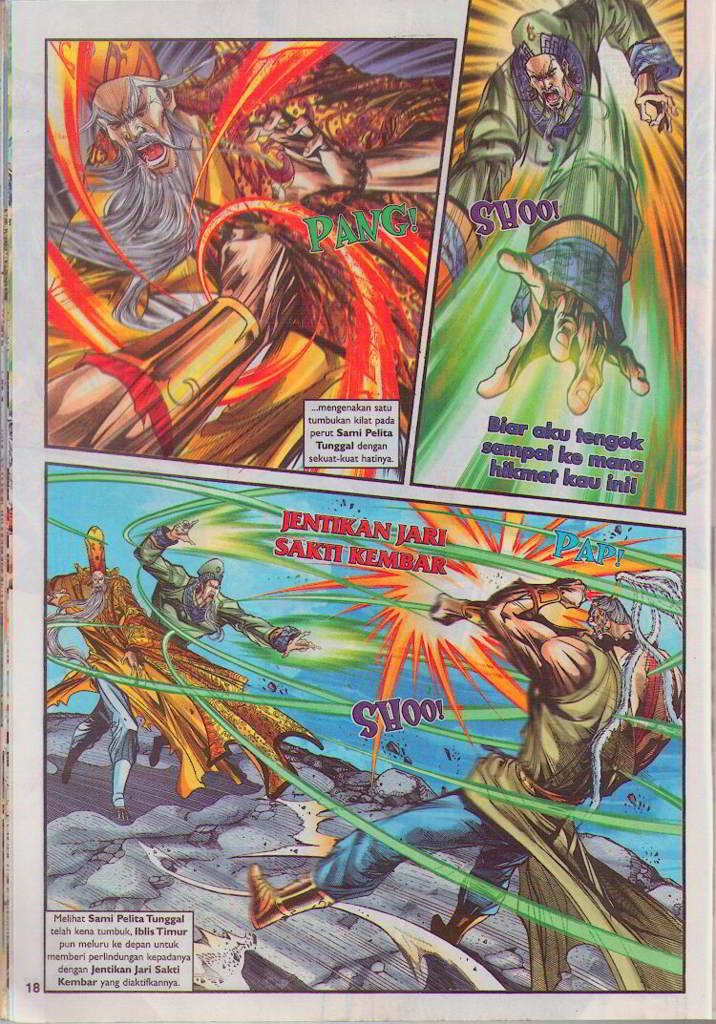 PANG!
...mengenakan satu
tumbukan kilat pada
perut Sami Pelita
Tunggal dengan
sekuat-kuat hatinya.
SHOO!
Biar aku tengok
sampai ke mana
hikmat kau ini!
JENTIKAN JARI
SAKTI KEMBAR
PAP!
SHOO!
Melihat Sami Pelita Tunggal
telah kena tumbuk, Iblis Timur
pun meluru ke depan untuk
memberi perlindungan kepadanya
dengan Jentikan Jari Sakti
Kembar yang diaktifkannya.
18